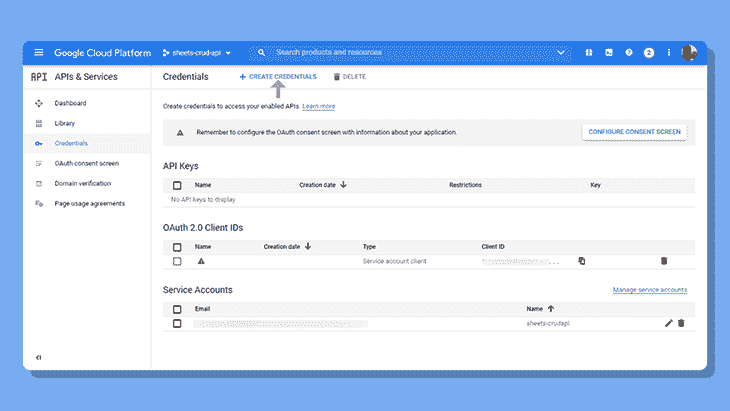 Google Cloud Platform sheets-crud-api Search products and resources 2
API APIs & Services Credentials + CREATE CREDENTIALS DELETE
Dashboard
Library
Credentials
OAuth consent screen
Domain verification
Page usage agreements
Create credentials to access your enabled APIs. Learn more
Remember to configure the OAuth consent screen with information about your application. CONFIGURE CONSENT SCREEN
API Keys
Name Creation date Restrictions Key
No API keys to display
OAuth 2.0 Client IDs
Name Creation date Type Client ID
Service account client ...
Service Accounts Manage service accounts
Email Name
sheets-crudapi